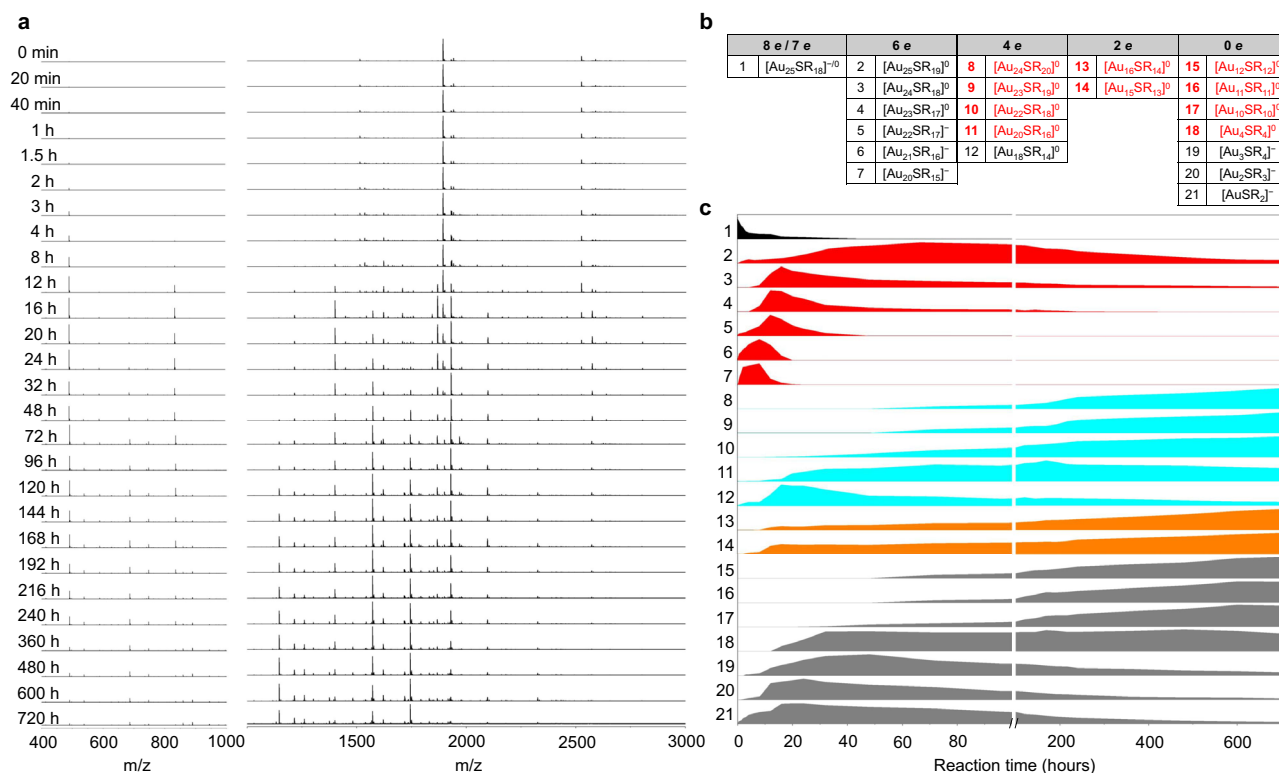 a
0 min
20 min
40 min
1 h
1.5 h
2 h
3 h
4 h
8 h
12 h
16 h
20 h
24 h
32 h
48 h
72 h
96 h
120 h
144 h
168 h
192 h
216 h
240 h
360 h
480 h
600 h
720 h
400 600 800 1000
m/z
1500 2000 2500 3000
m/z
b
8 e / 7 e 6 e 4 e 2 e 0 e
1 [Au₂₅SR₁₈]⁻ᐟ⁰ 2 [Au₂₅SR₁₉]⁰ 8 [Au₂₄SR₂₀]⁰ 13 [Au₁₆SR₁₄]⁰ 15 [Au₁₂SR₁₂]⁰
3 [Au₂₄SR₁₈]⁰ 9 [Au₂₃SR₁₉]⁰ 14 [Au₁₅SR₁₃]⁰ 16 [Au₁₁SR₁₁]⁰
4 [Au₂₃SR₁₇]⁰ 10 [Au₂₂SR₁₈]⁰ 17 [Au₁₀SR₁₀]⁰
5 [Au₂₂SR₁₇]⁻ 11 [Au₂₀SR₁₆]⁰ 18 [Au₄SR₄]⁰
6 [Au₂₁SR₁₆]⁻ 12 [Au₁₈SR₁₄]⁰ 19 [Au₃SR₄]⁻
7 [Au₂₀SR₁₅]⁻ 20 [Au₂SR₃]⁻
21 [AuSR₂]⁻
c
1
2
3
4
5
6
7
8
9
10
11
12
13
14
15
16
17
18
19
20
21
0 20 40 60 80 200 400 600
Reaction time (hours)